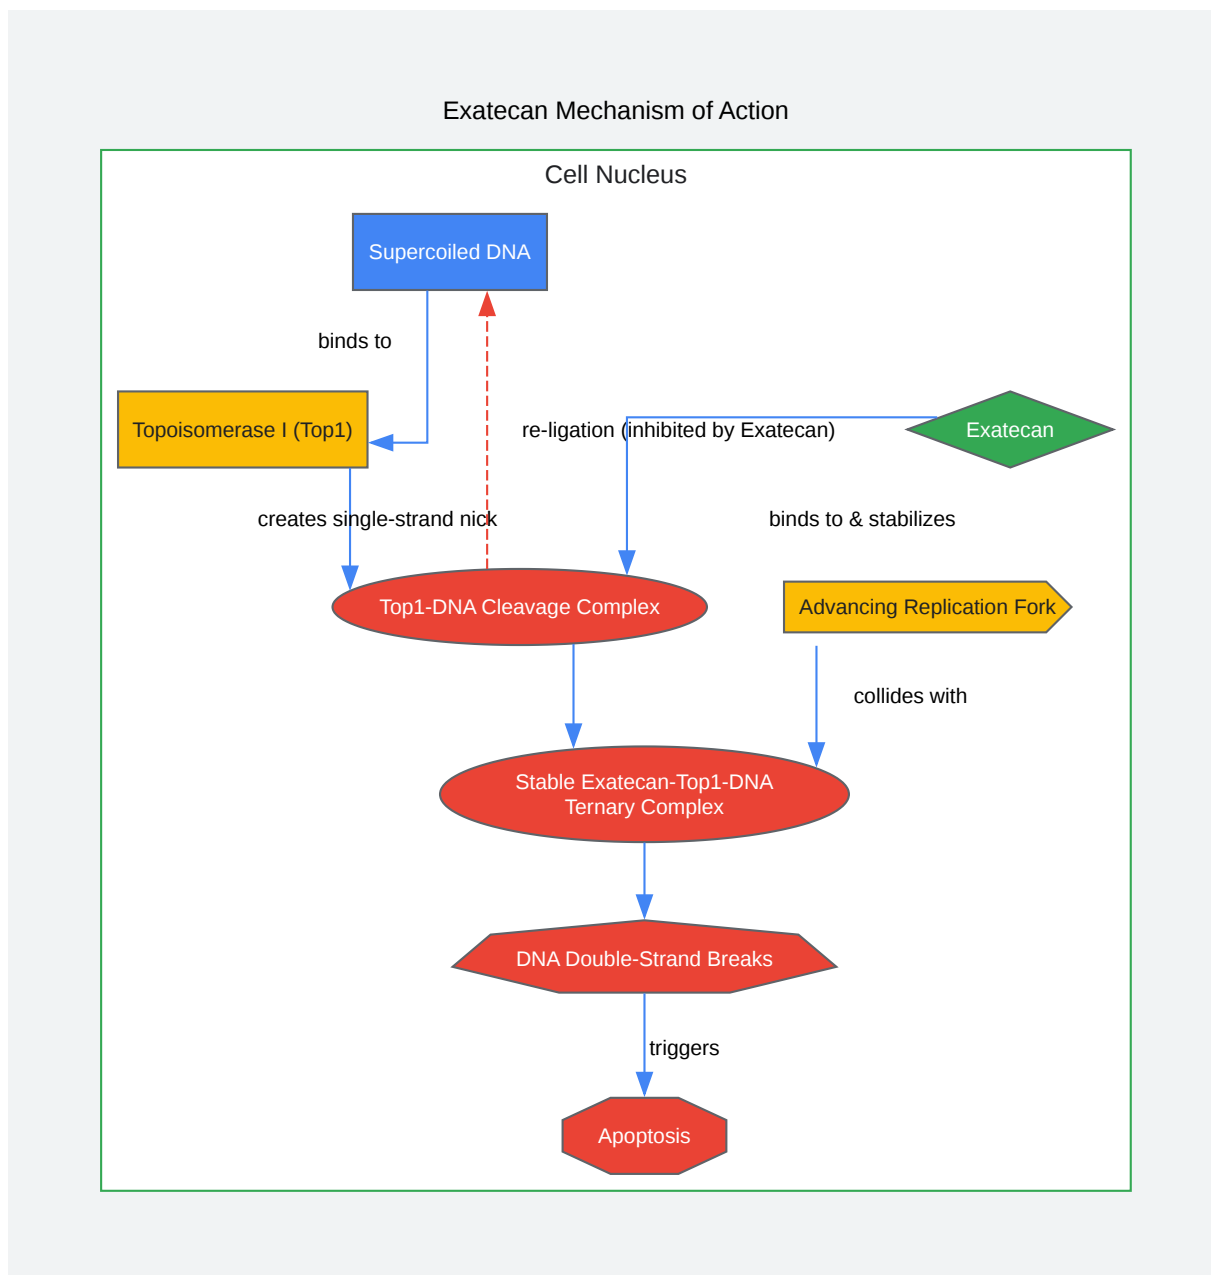 Exatecan Mechanism of Action
Cell Nucleus
Supercoiled DNA
binds to
Topoisomerase I (Top1)
re-ligation (inhibited by Exatecan)
Exatecan
creates single-strand nick
binds to & stabilizes
Top1-DNA Cleavage Complex
Advancing Replication Fork
collides with
Stable Exatecan-Top1-DNA
Ternary Complex
DNA Double-Strand Breaks
triggers
Apoptosis